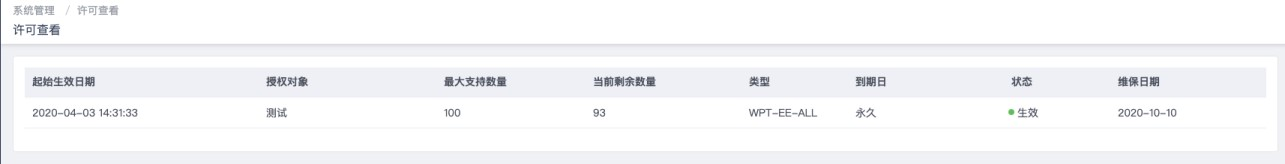 系统管理 / 许可查看
许可查看
起始生效日期 授权对象 最大支持数量 当前剩余数量 类型 到期日 状态 维保日期
2020-04-03 14:31:33 测试 100 93 WPT-EE-ALL 永久 生效 2020-10-10